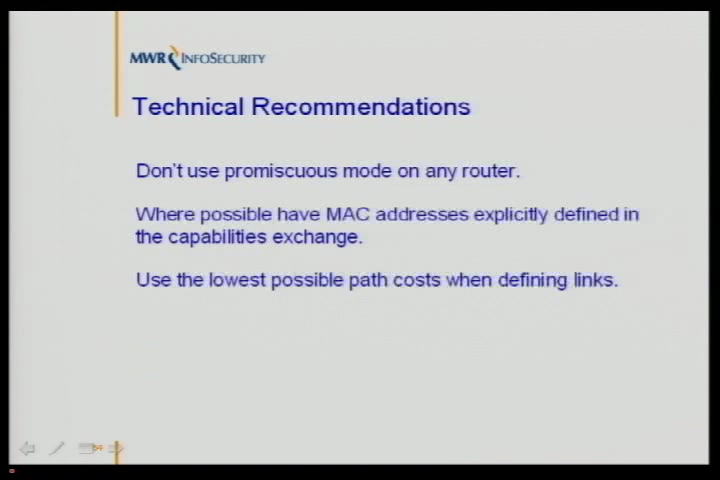 MWR INFOSECURITY
Technical Recommendations
Don't use promiscuous mode on any router.
Where possible have MAC addresses explicitly defined in
the capabilities exchange.
Use the lowest possible path costs when defining links.